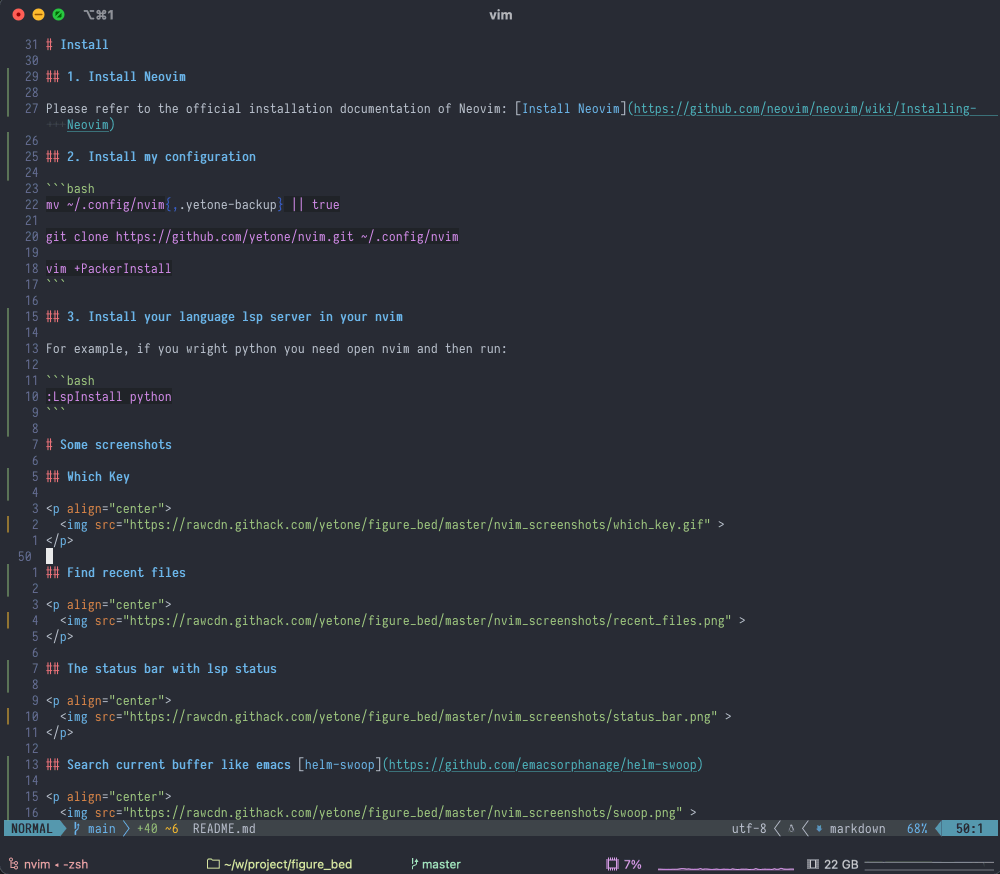 ⌥⌘1 vim
31 # Install
30
29 ## 1. Install Neovim
28
27 Please refer to the official installation documentation of Neovim: [Install Neovim](https://github.com/neovim/neovim/wiki/Installing-
Neovim)
26
25 ## 2. Install my configuration
24
23 ```bash
22 mv ~/.config/nvim{,.yetone-backup} || true
21
20 git clone https://github.com/yetone/nvim.git ~/.config/nvim
19
18 vim +PackerInstall
17 ```
16
15 ## 3. Install your language lsp server in your nvim
14
13 For example, if you wright python you need open nvim and then run:
12
11 ```bash
10 :LspInstall python
9 ```
8
7 # Some screenshots
6
5 ## Which Key
4
3 <p align="center">
2 <img src="https://rawcdn.githack.com/yetone/figure_bed/master/nvim_screenshots/which_key.gif" >
1 </p>
50
1 ## Find recent files
2
3 <p align="center">
4 <img src="https://rawcdn.githack.com/yetone/figure_bed/master/nvim_screenshots/recent_files.png" >
5 </p>
6
7 ## The status bar with lsp status
8
9 <p align="center">
10 <img src="https://rawcdn.githack.com/yetone/figure_bed/master/nvim_screenshots/status_bar.png" >
11 </p>
12
13 ## Search current buffer like emacs [helm-swoop](https://github.com/emacsorphanage/helm-swoop)
14
15 <p align="center">
16 <img src="https://rawcdn.githack.com/yetone/figure_bed/master/nvim_screenshots/swoop.png" >
NORMAL main +40 ~6 README.md utf-8 markdown 68% 50:1
nvim ◂ -zsh ~/w/project/figure_bed master 7% 22 GB